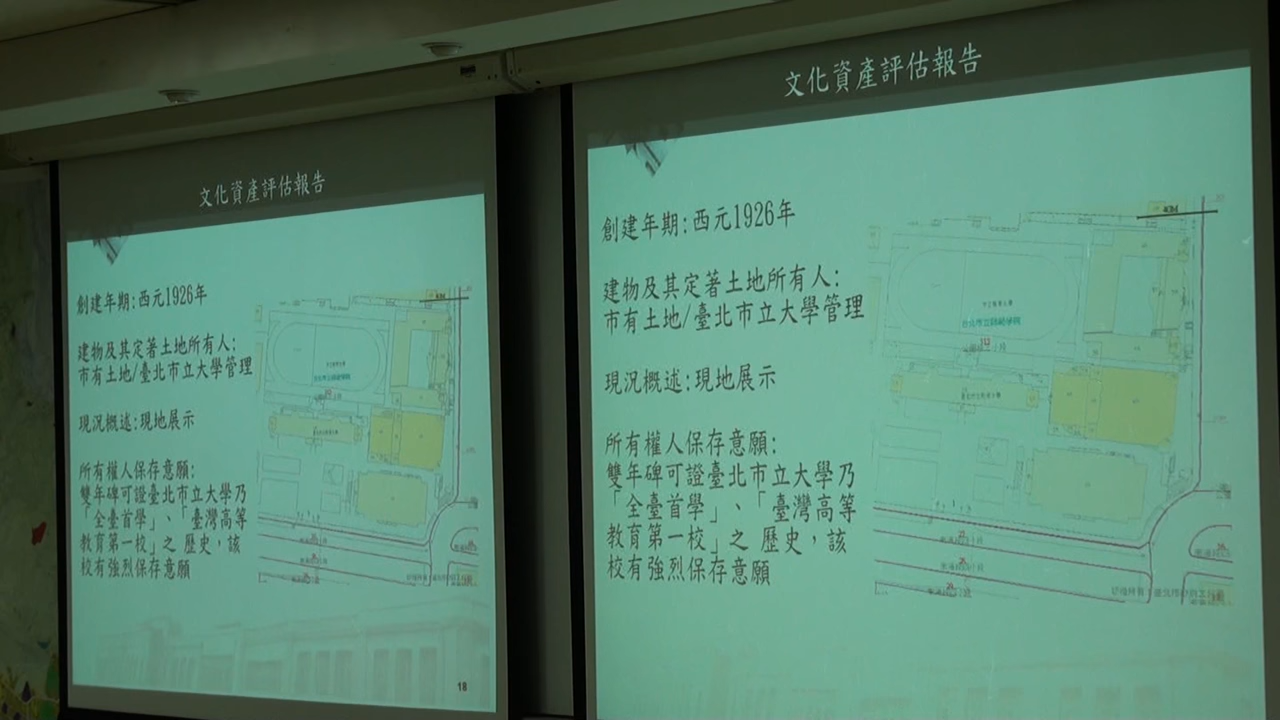 文化資產評估報告
創建年期:西元1926年
建物及其定著土地所有人:
市有土地/臺北市立大學管理
現況概述:現地展示
所有權人保存意願:
雙年碑可證臺北市立大學乃
「全臺首學」、「臺灣高等
教育第一校」之 歷史，該
校有強烈保存意願
18
文化資產評估報告
創建年期:西元1926年
建物及其定著土地所有人:
市有土地/臺北市立大學管理
現況概述:現地展示
所有權人保存意願:
雙年碑可證臺北市立大學乃
「全臺首學」、「臺灣高等
教育第一校」之 歷史，該
校有強烈保存意願